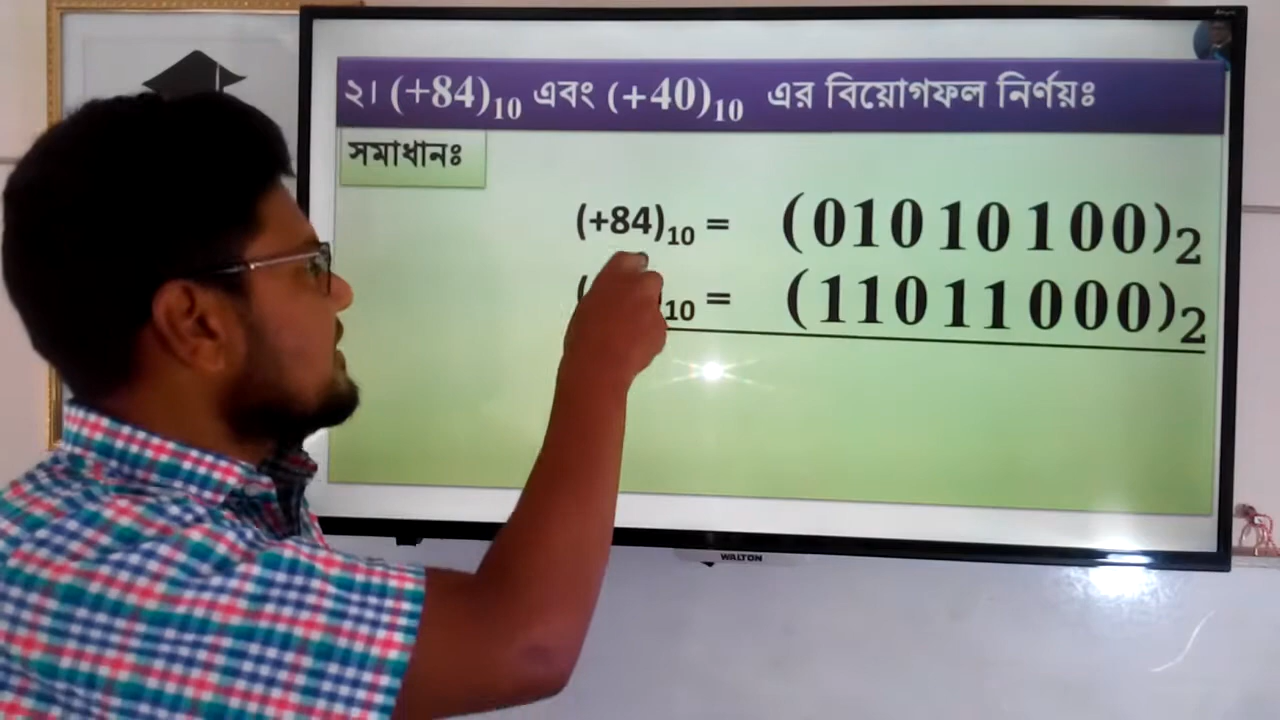 ২। (+84)₁₀ এবং (+40)₁₀ এর বিয়োগফল নির্ণয়ঃ
সমাধানঃ
(+84)₁₀ = (01010100)₂
₁₀ = (11011000)₂
WALTON